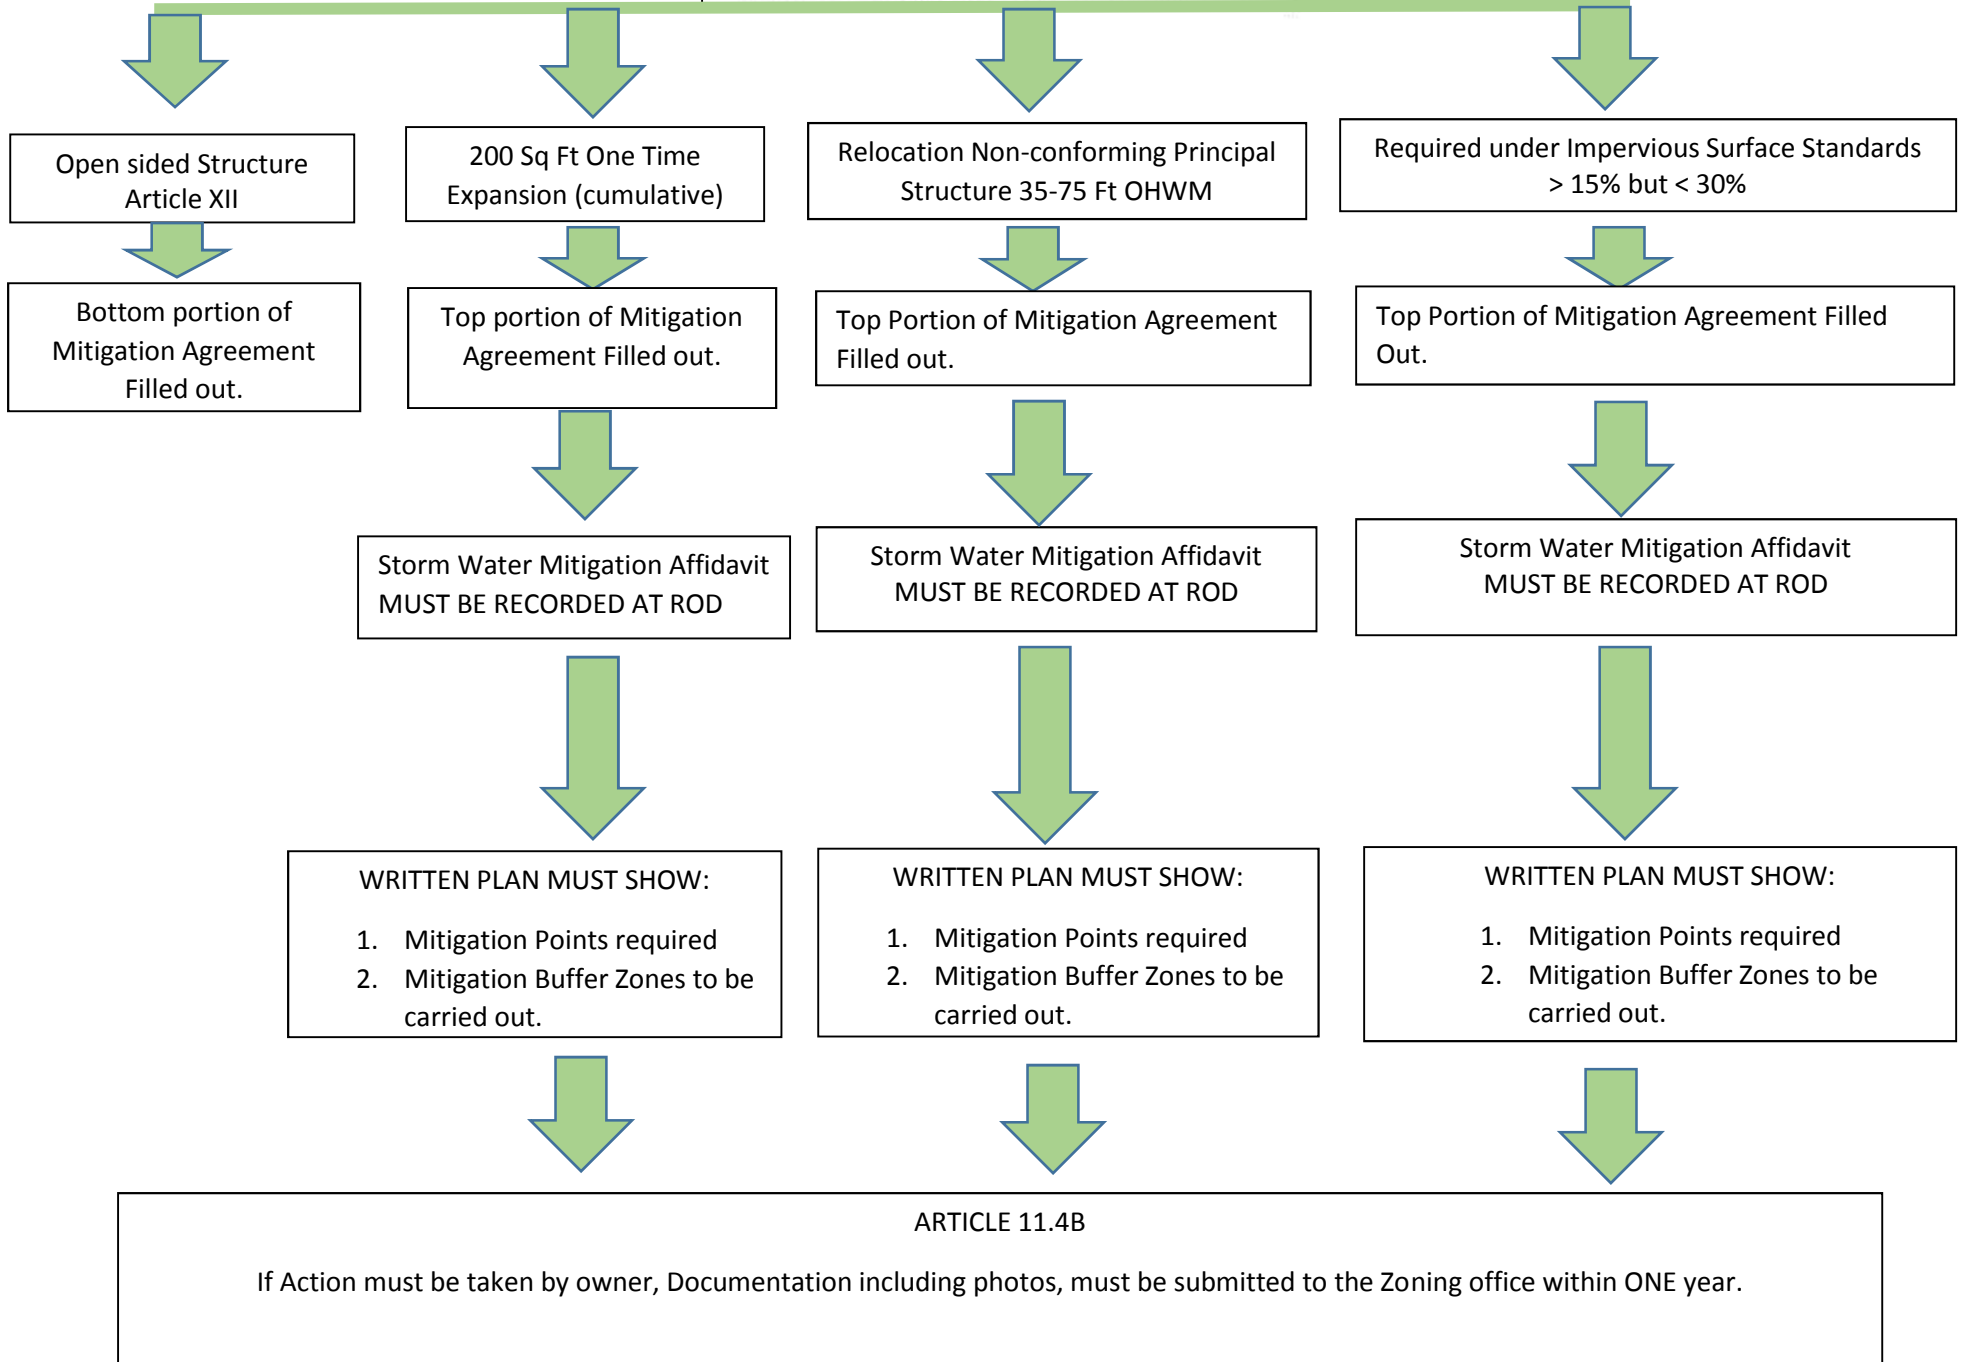 Open sided Structure
Article XII
200 Sq Ft One Time
Expansion (cumulative)
Relocation Non-conforming Principal
Structure 35-75 Ft OHWM
Required under Impervious Surface Standards
> 15% but < 30%
Bottom portion of
Mitigation Agreement
Filled out.
Top portion of Mitigation
Agreement Filled out.
Top Portion of Mitigation Agreement
Filled out.
Top Portion of Mitigation Agreement Filled
Out.
Storm Water Mitigation Affidavit
MUST BE RECORDED AT ROD
Storm Water Mitigation Affidavit
MUST BE RECORDED AT ROD
Storm Water Mitigation Affidavit
MUST BE RECORDED AT ROD
WRITTEN PLAN MUST SHOW:
1. Mitigation Points required
2. Mitigation Buffer Zones to be
carried out.
WRITTEN PLAN MUST SHOW:
1. Mitigation Points required
2. Mitigation Buffer Zones to be
carried out.
WRITTEN PLAN MUST SHOW:
1. Mitigation Points required
2. Mitigation Buffer Zones to be
carried out.
ARTICLE 11.4B
If Action must be taken by owner, Documentation including photos, must be submitted to the Zoning office within ONE year.